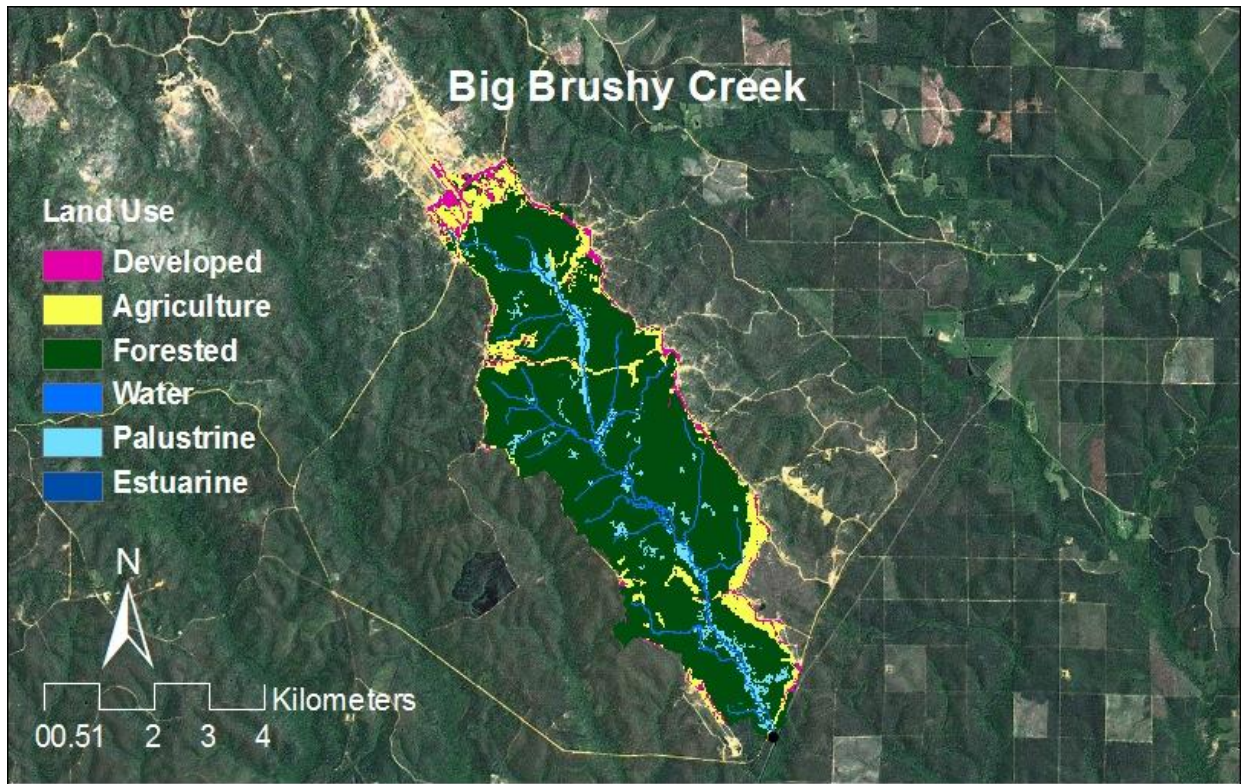 Big Brushy Creek
Land Use
Developed
Agriculture
Forested
Water
Palustrine
Estuarine
N
Kilometers
00.51 2 3 4